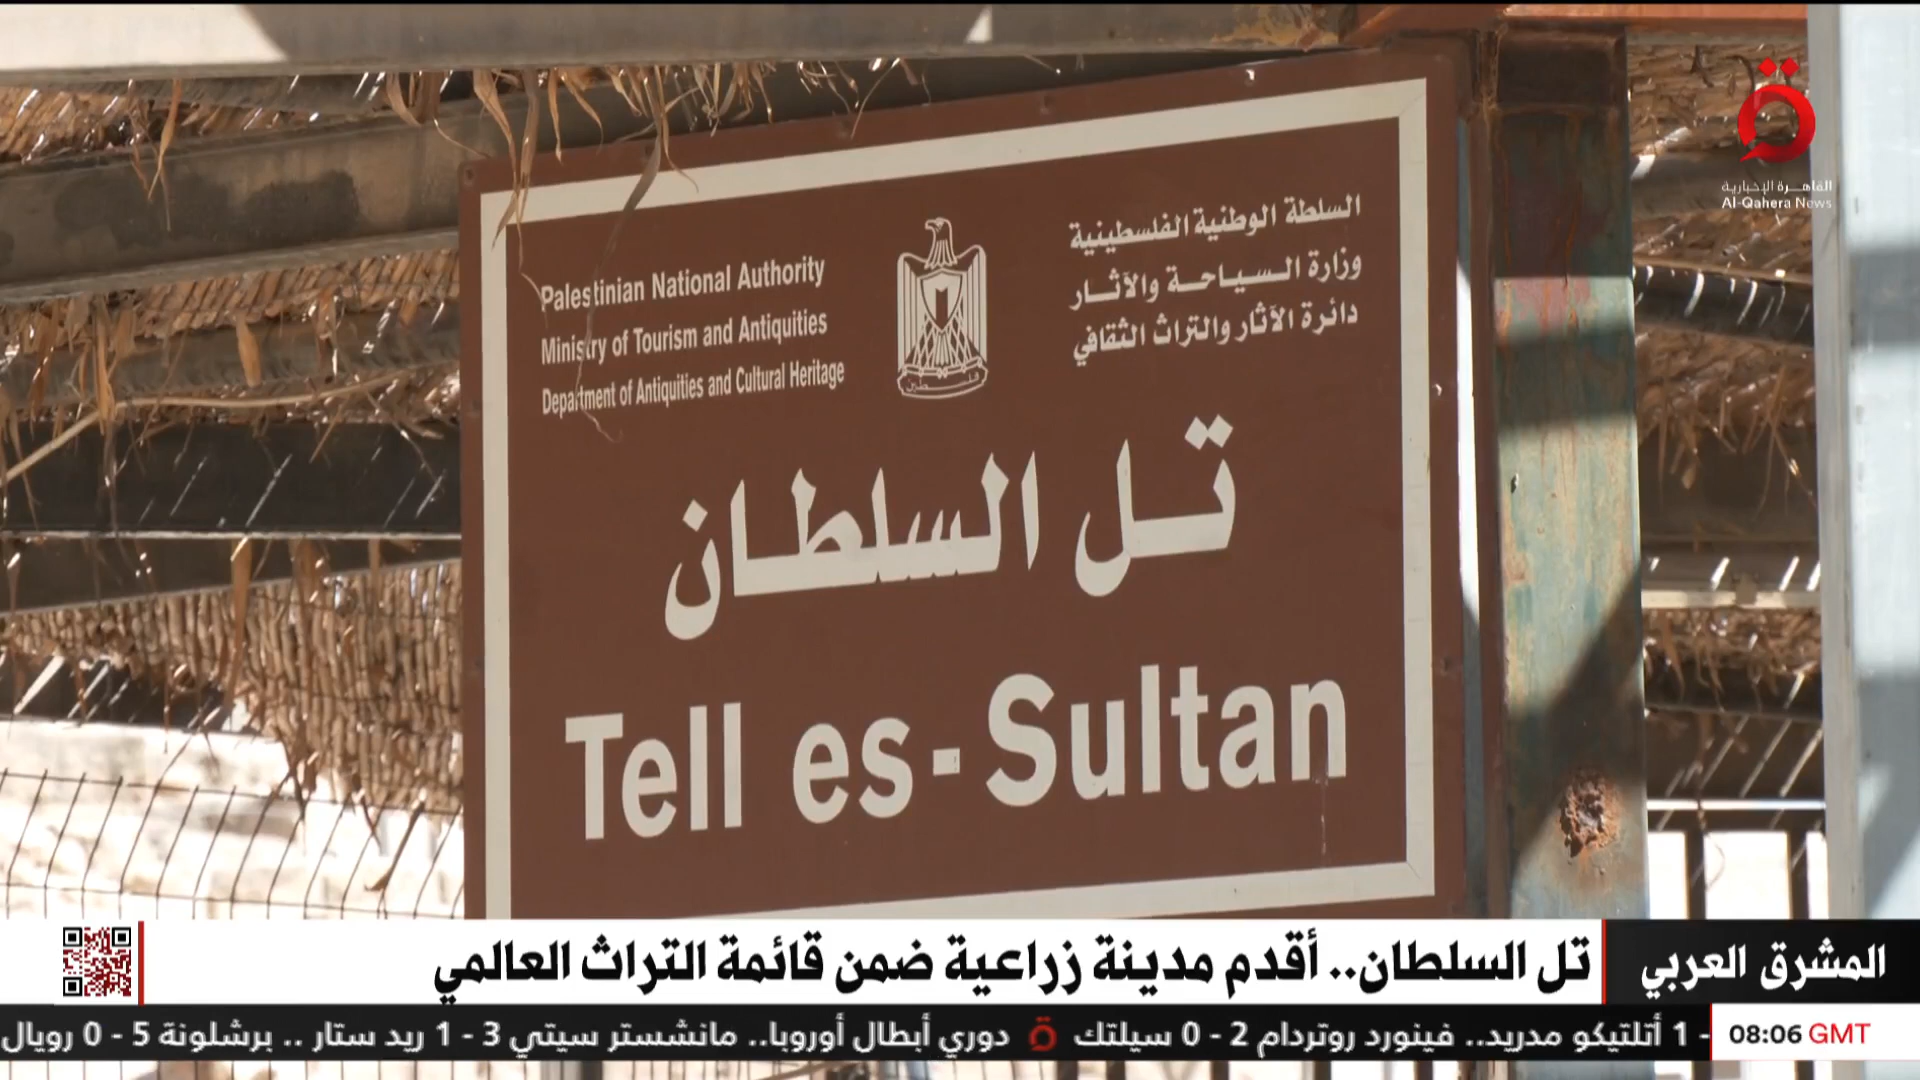 القاهرة الإخبارية
Al-Qahera News
السلطة الوطنية الفلسطينية
وزارة السياحة والآثار
دائرة الآثار والتراث الثقافي
Palestinian National Authority
Ministry of Tourism and Antiquities
Department of Antiquities and Cultural Heritage
فلسطين
تل السلطان
Tell es-Sultan
المشرق العربي
تل السلطان.. أقدم مدينة زراعية ضمن قائمة التراث العالمي
08:06 GMT
- 1 أتلتيكو مدريد.. فينورد روتردام 2 - 0 سيلتك دوري أبطال أوروبا.. مانشستر سيتي 3 - 1 ريد ستار .. برشلونة 5 - 0 رويال